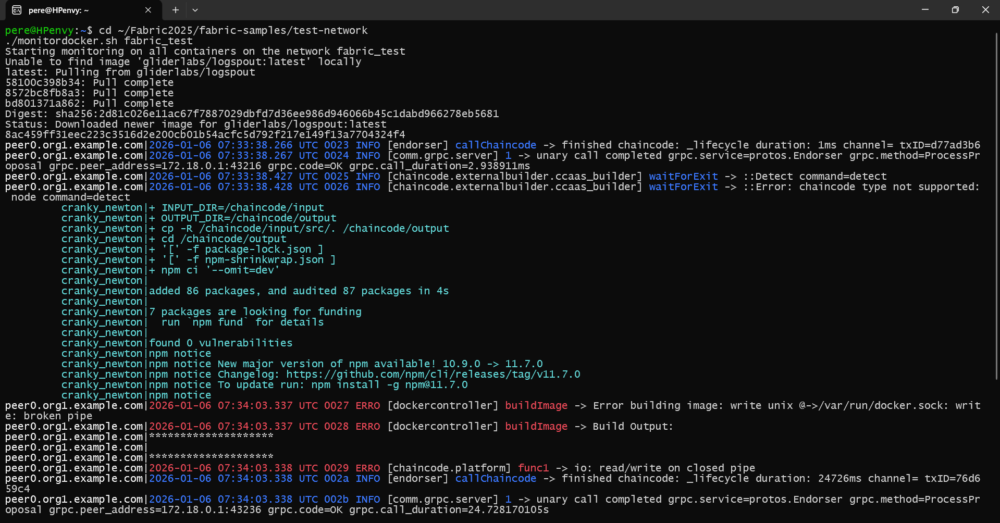 pere@HPenvy: ~
pere@HPenvy:~$ cd ~/Fabric2025/fabric-samples/test-network
./monitordocker.sh fabric_test
Starting monitoring on all containers on the network fabric_test
Unable to find image 'gliderlabs/logspout:latest' locally
latest: Pulling from gliderlabs/logspout
58100c398b34: Pull complete
8572bc8fb8a3: Pull complete
bd801371a862: Pull complete
Digest: sha256:2d81c026e11ac67f7887029dbfd7d36ee986d946066b45c1dabd966278eb5681
Status: Downloaded newer image for gliderlabs/logspout:latest
8ac459ff31eec223c3516d2e200cb01b54acfc5d792f217e149f13a7704324f4
peer0.org1.example.com|2026-01-06 07:33:38.266 UTC 0023 INFO [endorser] callChaincode -> finished chaincode: _lifecycle duration: 1ms channel= txID=d77ad3b6
peer0.org1.example.com|2026-01-06 07:33:38.267 UTC 0024 INFO [comm.grpc.server] 1 -> unary call completed grpc.service=protos.Endorser grpc.method=ProcessPr
oposal grpc.peer_address=172.18.0.1:43216 grpc.code=OK grpc.call_duration=2.938911ms
peer0.org1.example.com|2026-01-06 07:33:38.427 UTC 0025 INFO [chaincode.externalbuilder.ccaas_builder] waitForExit -> ::Detect command=detect
peer0.org1.example.com|2026-01-06 07:33:38.428 UTC 0026 INFO [chaincode.externalbuilder.ccaas_builder] waitForExit -> ::Error: chaincode type not supported:
 node command=detect
         cranky_newton|+ INPUT_DIR=/chaincode/input
         cranky_newton|+ OUTPUT_DIR=/chaincode/output
         cranky_newton|+ cp -R /chaincode/input/src/. /chaincode/output
         cranky_newton|+ cd /chaincode/output
         cranky_newton|+ '[' -f package-lock.json ]
         cranky_newton|+ '[' -f npm-shrinkwrap.json ]
         cranky_newton|+ npm ci '--omit=dev'
         cranky_newton|
         cranky_newton|added 86 packages, and audited 87 packages in 4s
         cranky_newton|
         cranky_newton|7 packages are looking for funding
         cranky_newton|  run `npm fund` for details
         cranky_newton|
         cranky_newton|found 0 vulnerabilities
         cranky_newton|npm notice
         cranky_newton|npm notice New major version of npm available! 10.9.0 -> 11.7.0
         cranky_newton|npm notice Changelog: https://github.com/npm/cli/releases/tag/v11.7.0
         cranky_newton|npm notice To update run: npm install -g npm@11.7.0
         cranky_newton|npm notice
peer0.org1.example.com|2026-01-06 07:34:03.337 UTC 0027 ERRO [dockercontroller] buildImage -> Error building image: write unix @->/var/run/docker.sock: writ
e: broken pipe
peer0.org1.example.com|2026-01-06 07:34:03.337 UTC 0028 ERRO [dockercontroller] buildImage -> Build Output:
peer0.org1.example.com|********************
peer0.org1.example.com|
peer0.org1.example.com|********************
peer0.org1.example.com|2026-01-06 07:34:03.338 UTC 0029 ERRO [chaincode.platform] func1 -> io: read/write on closed pipe
peer0.org1.example.com|2026-01-06 07:34:03.338 UTC 002a INFO [endorser] callChaincode -> finished chaincode: _lifecycle duration: 24726ms channel= txID=76d6
59c4
peer0.org1.example.com|2026-01-06 07:34:03.338 UTC 002b INFO [comm.grpc.server] 1 -> unary call completed grpc.service=protos.Endorser grpc.method=ProcessPr
oposal grpc.peer_address=172.18.0.1:43236 grpc.code=OK grpc.call_duration=24.728170105s